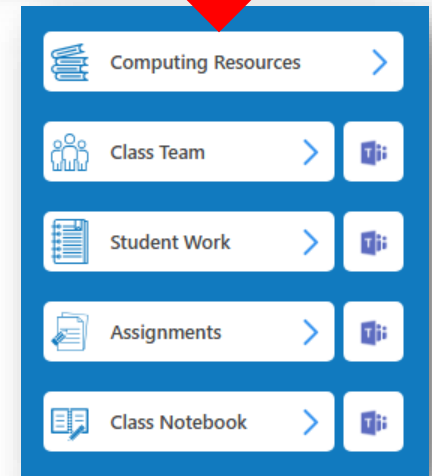 Computing Resources
Class Team
Student Work
Assignments
Class Notebook